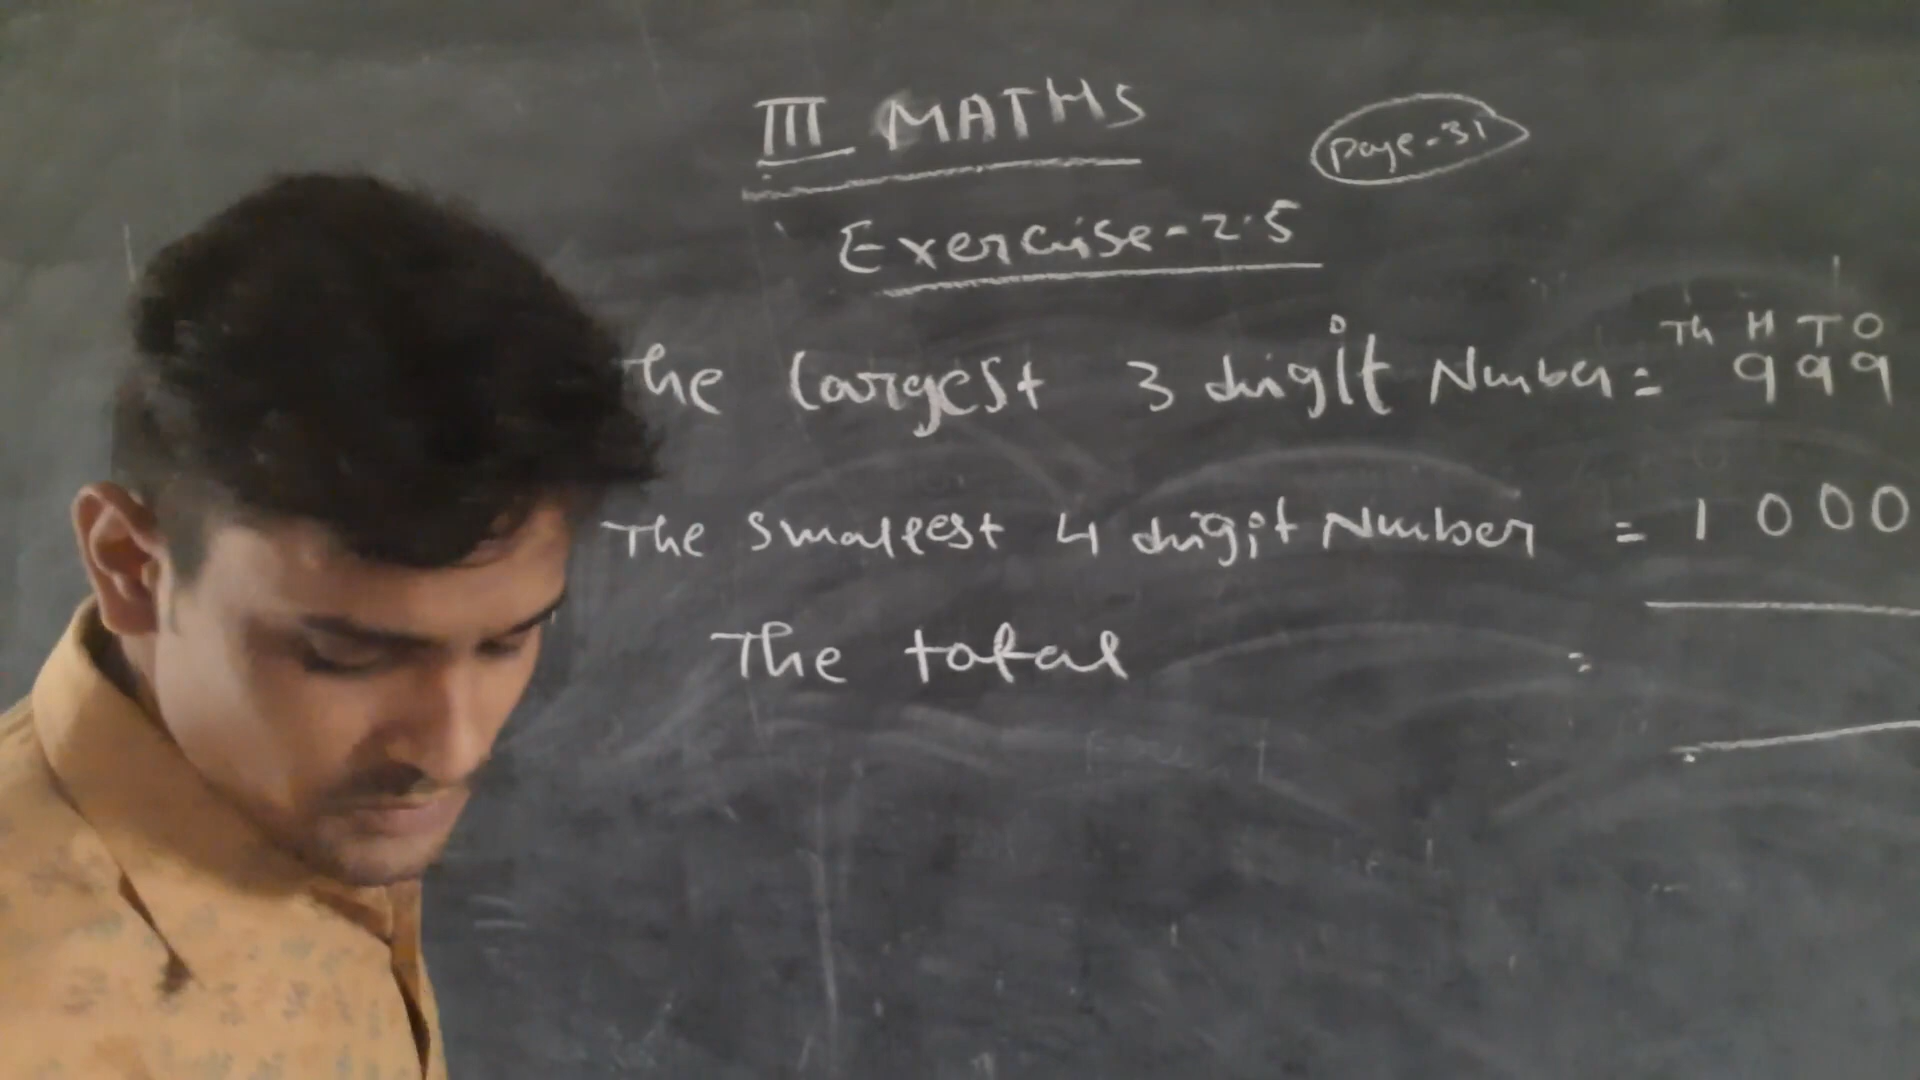 III MATHS
Page-31
Exercise-2.5
Th H T O
The largest 3 digit Number = 999
The smallest 4 digit Number = 1000
The total =